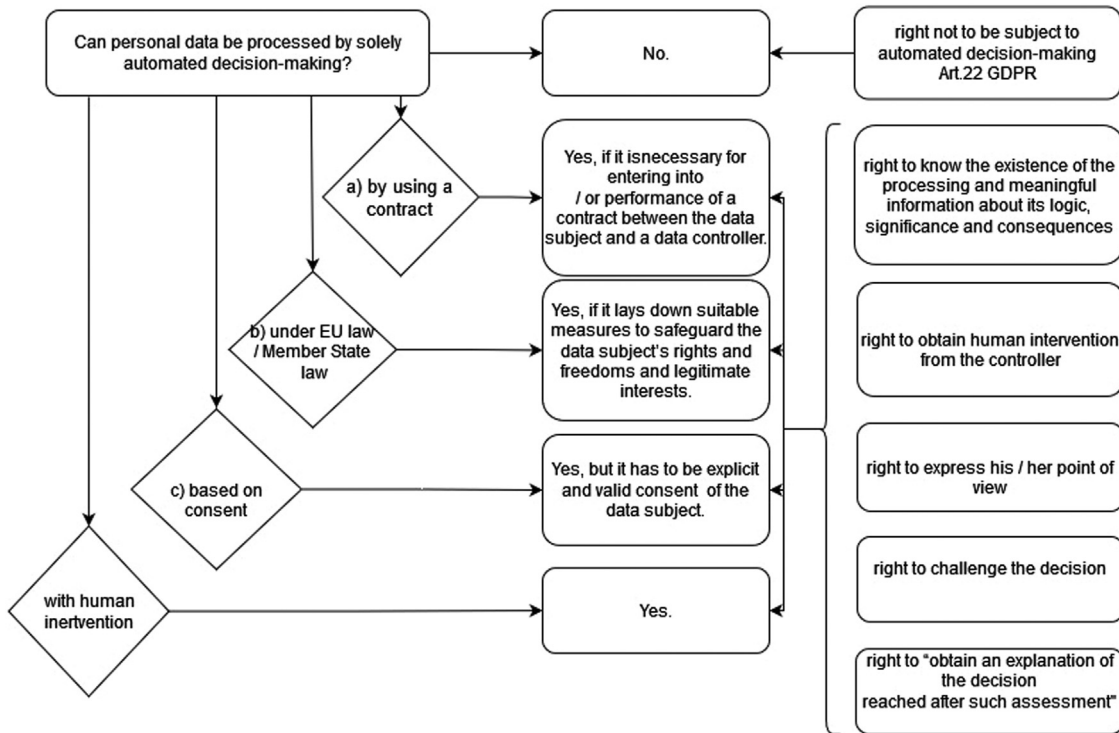 Can personal data be processed by solely
automated decision-making?
No.
right not to be subject to
automated decision-making
Art.22 GDPR
a) by using a
contract
Yes, if it isnecessary for
entering into
/ or performance of a
contract between the data
subject and a data controller.
right to know the existence of the
processing and meaningful
information about its logic,
significance and consequences
b) under EU law
/ Member State
law
Yes, if it lays down suitable
measures to safeguard the
data subject's rights and
freedoms and legitimate
interests.
right to obtain human intervention
from the controller
c) based on
consent
Yes, but it has to be explicit
and valid consent of the
data subject.
right to express his / her point of
view
right to challenge the decision
with human
inertvention
Yes.
right to "obtain an explanation of
the decision
reached after such assessment"